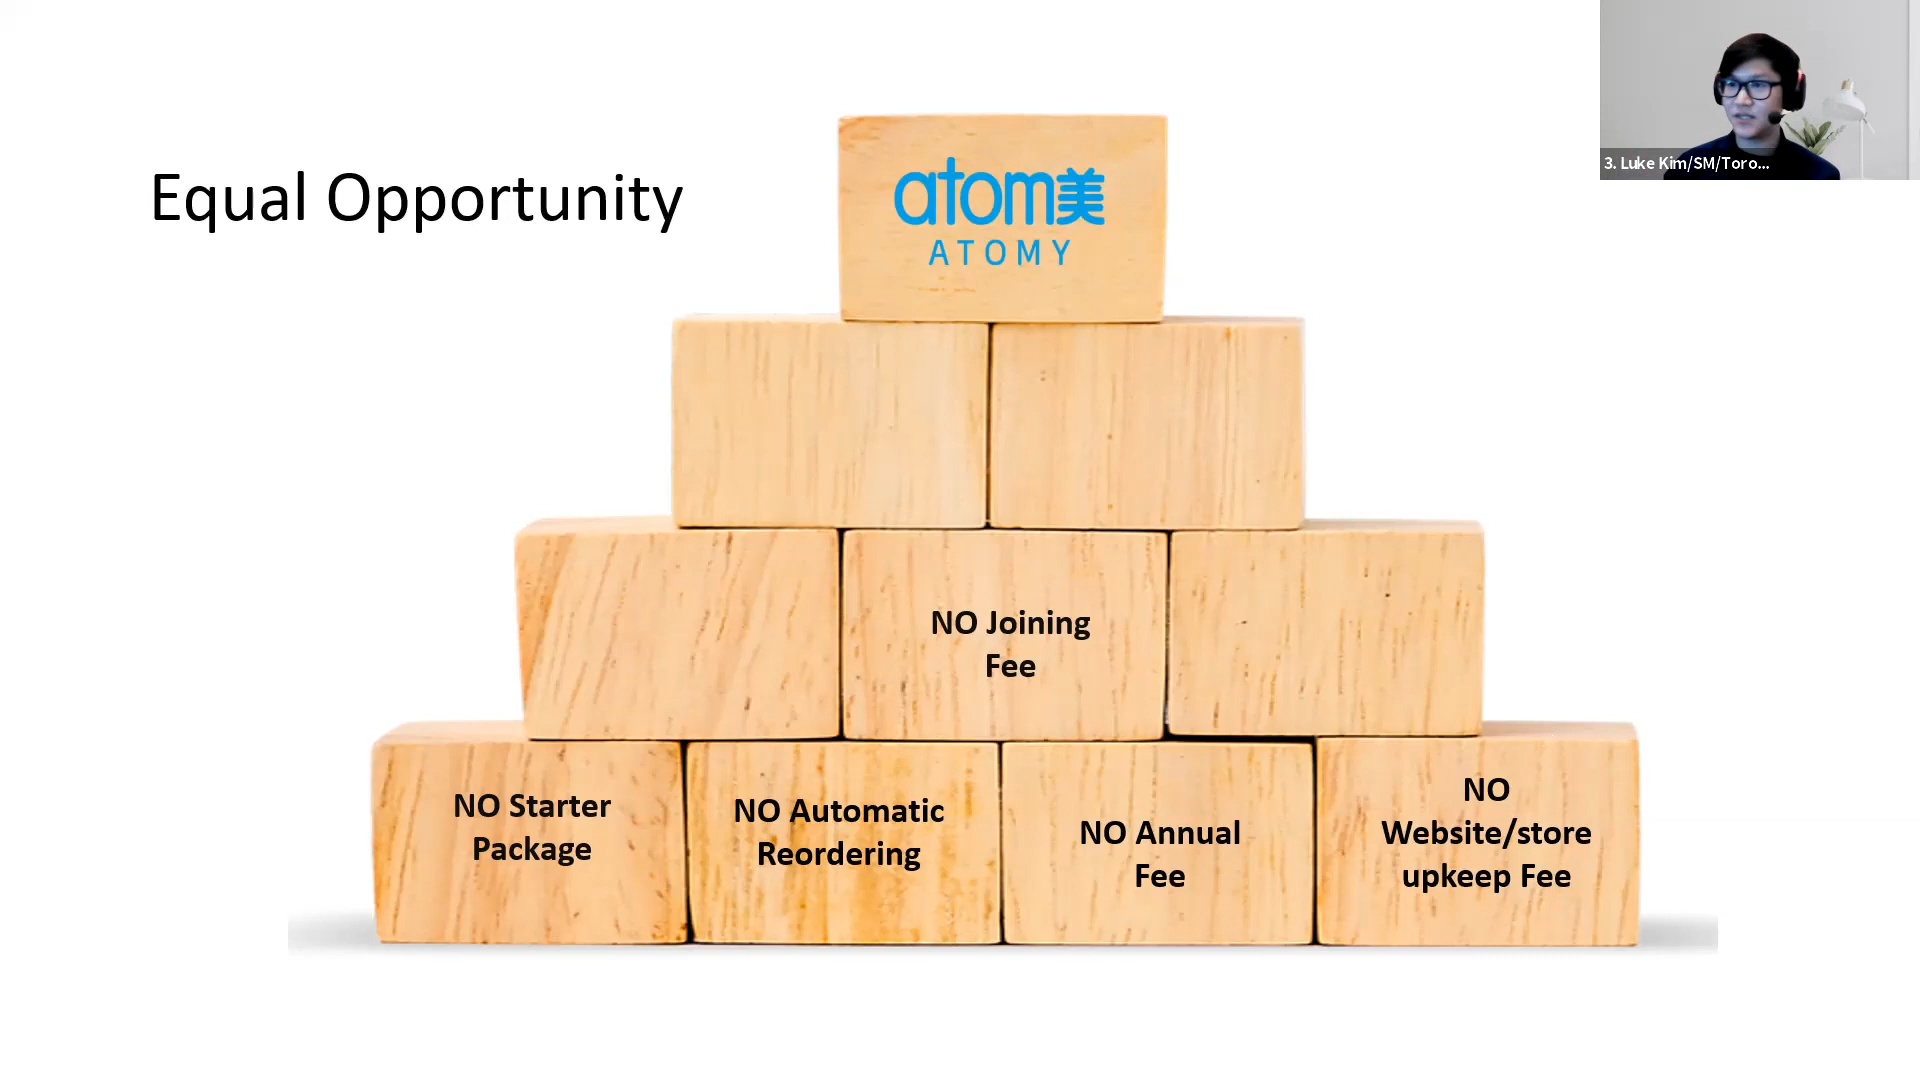 3. Luke Kim/SM/Toro...
Equal Opportunity
atom美
ATOMY
NO Joining
Fee
NO Starter
Package
NO Automatic
Reordering
NO Annual
Fee
NO
Website/store
upkeep Fee